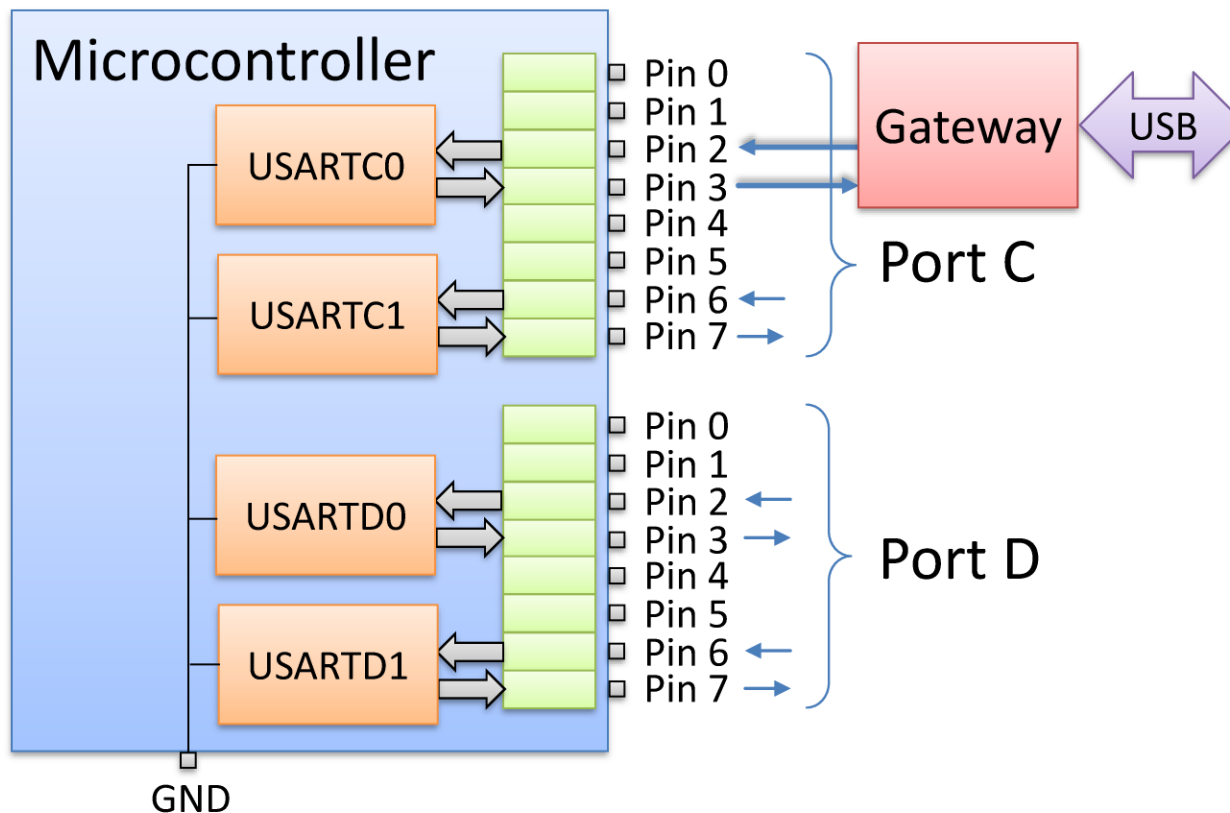 Microcontroller
USARTC0
USARTC1
USARTD0
USARTD1
GND
Pin 0
Pin 1
Pin 2
Pin 3
Pin 4
Pin 5
Pin 6
Pin 7
Port C
Gateway
USB
Pin 0
Pin 1
Pin 2
Pin 3
Pin 4
Pin 5
Pin 6
Pin 7
Port D